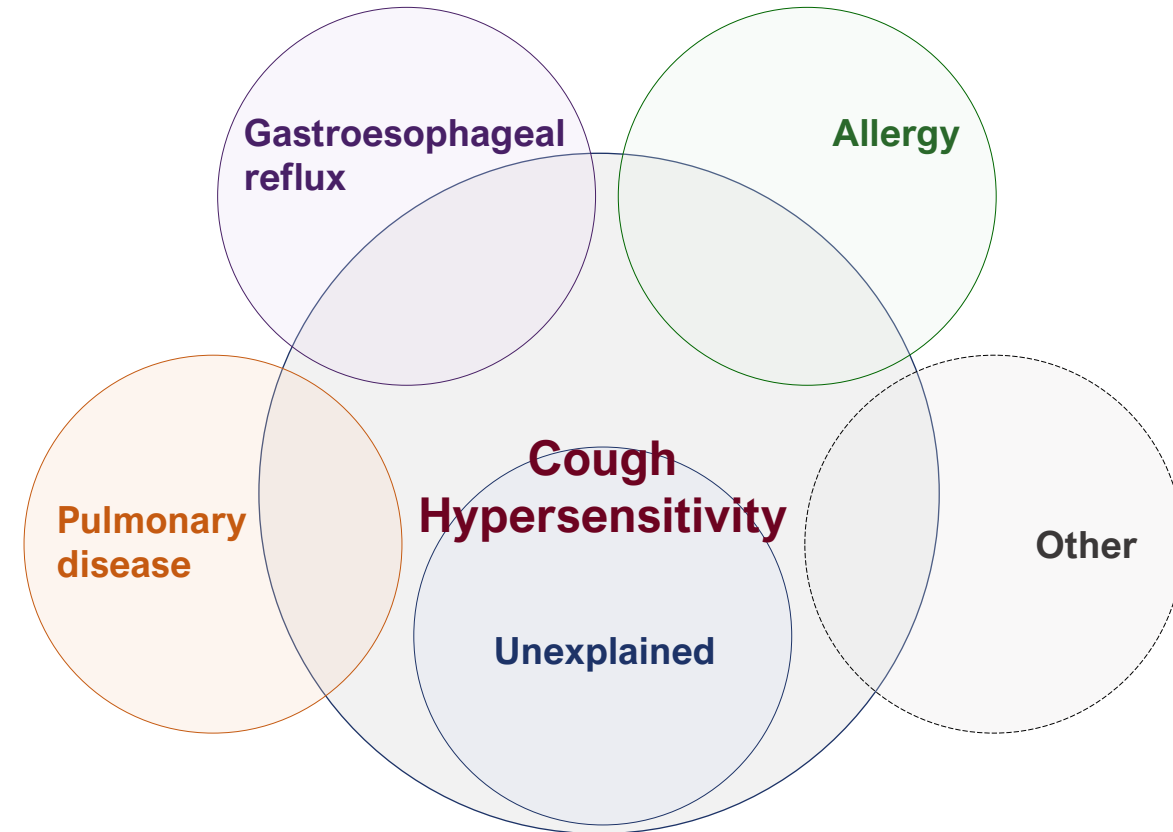 Gastroesophageal
reflux
Allergy
Cough
Hypersensitivity
Pulmonary
disease
Other
Unexplained